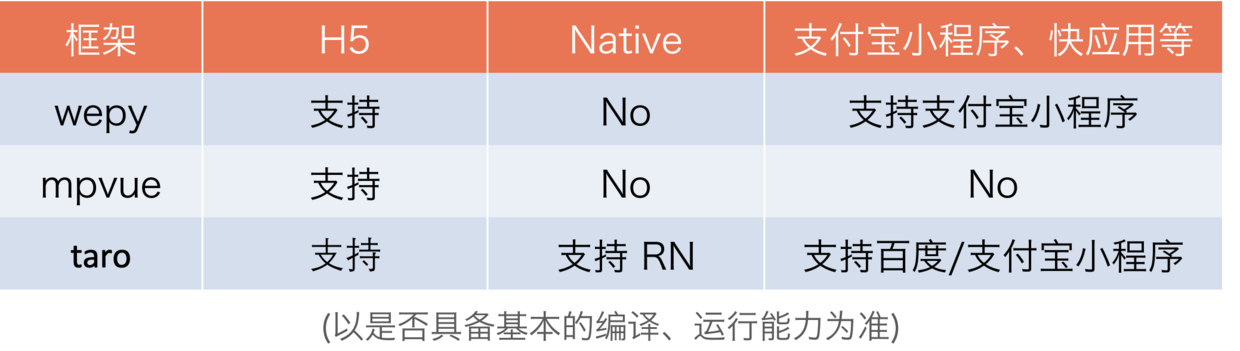 框架 H5 Native 支付宝小程序、快应用等
wepy 支持 No 支持支付宝小程序
mpvue 支持 No No
taro 支持 支持 RN 支持百度/支付宝小程序
(以是否具备基本的编译、运行能力为准)